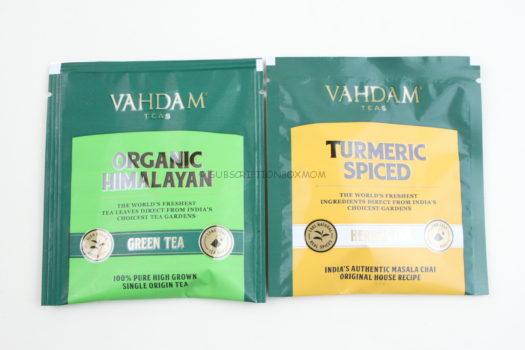 VAHDAM
TEAS
ORGANIC
HIMALAYAN
THE WORLD'S FRESHEST
TEA LEAVES DIRECT FROM INDIA'S
CHOICEST TEA GARDENS
GREEN TEA
100% PURE HIGH GROWN
SINGLE ORIGIN TEA
VAHDAM
TEAS
TURMERIC
SPICED
THE WORLD'S FRESHEST
INGREDIENTS DIRECT FROM INDIA'S
CHOICEST GARDENS
INDIA'S AUTHENTIC MASALA CHAI
ORIGINAL HOUSE RECIPE
SUBSCRIPTIONBOXMOM